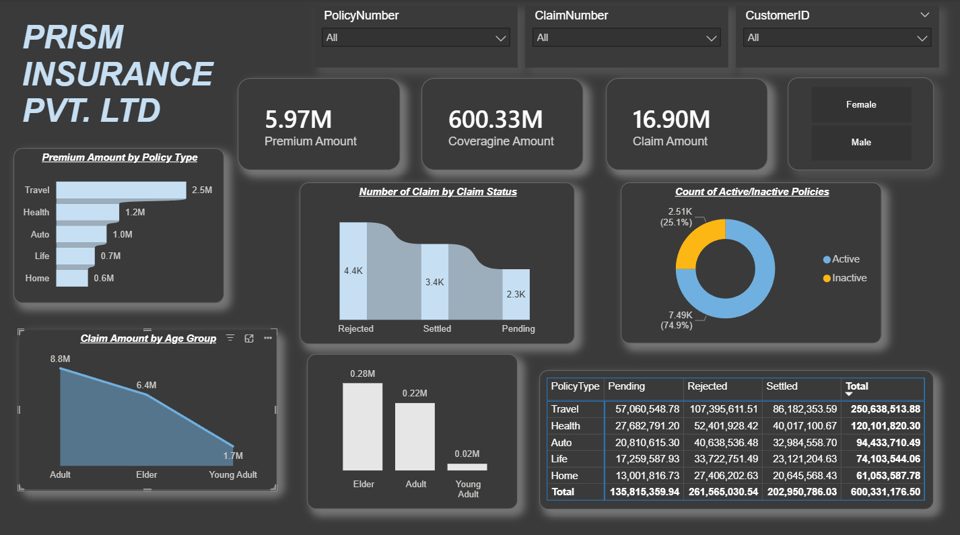 PRISM
INSURANCE
PVT. LTD
PolicyNumber
All
ClaimNumber
All
CustomerID
All
5.97M
Premium Amount
600.33M
Coveragine Amount
16.90M
Claim Amount
Female
Male
Premium Amount by Policy Type
Travel 2.5M
Health 1.2M
Auto 1.0M
Life 0.7M
Home 0.6M
Number of Claim by Claim Status
4.4K
3.4K
2.3K
Rejected Settled Pending
Count of Active/Inactive Policies
2.51K
(25.1%)
Active
Inactive
7.49K
(74.9%)
Claim Amount by Age Group
8.8M
6.4M
1.7M
Adult Elder Young Adult
0.28M
0.22M
0.02M
Elder Adult Young
Adult
PolicyType Pending Rejected Settled Total
Travel 57,060,548.78 107,395,611.51 86,182,353.59 250,638,513.88
Health 27,682,791.20 52,401,928.42 40,017,100.67 120,101,820.30
Auto 20,810,615.30 40,638,536.48 32,984,558.70 94,433,710.49
Life 17,259,587.93 33,722,751.49 23,121,204.63 74,103,544.06
Home 13,001,816.73 27,406,202.63 20,645,568.43 61,053,587.78
Total 135,815,359.94 261,565,030.54 202,950,786.03 600,331,176.50